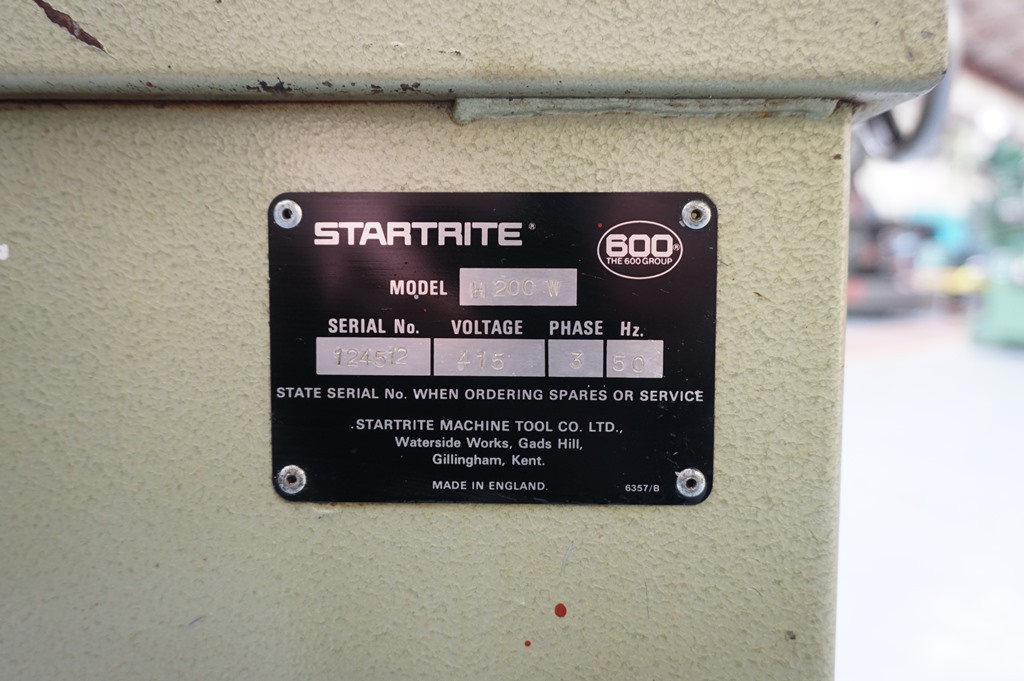 STARTRITE®
600®
THE 600 GROUP
MODEL H 200 W
SERIAL No. VOLTAGE PHASE Hz.
124512 415 3 50
STATE SERIAL No. WHEN ORDERING SPARES OR SERVICE
STARTRITE MACHINE TOOL CO. LTD.,
Waterside Works, Gads Hill,
Gillingham, Kent.
MADE IN ENGLAND. 6357/B